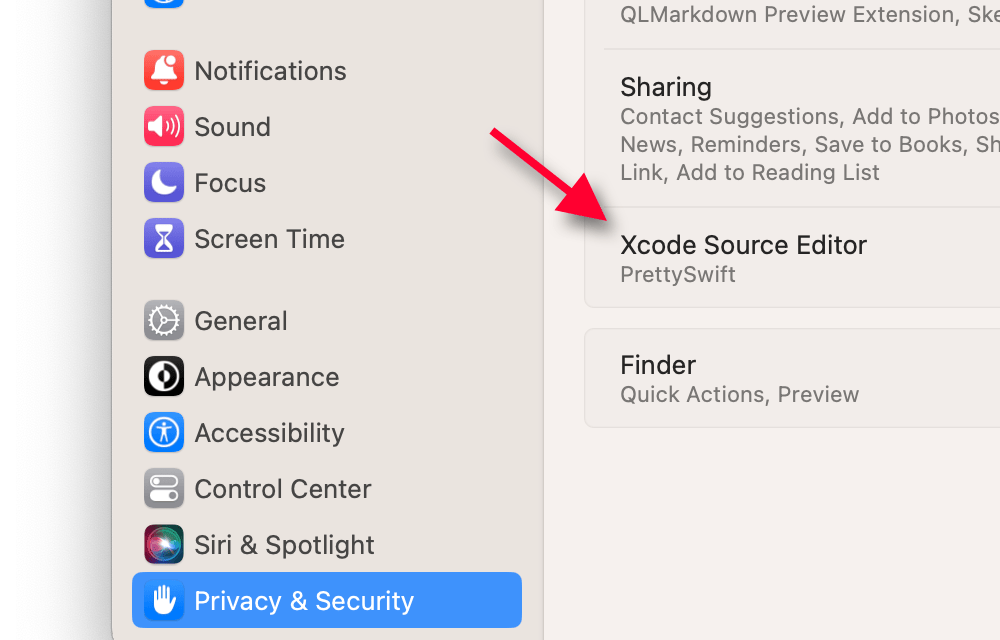 Notifications
Sound
Focus
Screen Time
General
Appearance
Accessibility
Control Center
Siri & Spotlight
Privacy & Security
QLMarkdown Preview Extension,
Sharing
Contact Suggestions, Add to Photos
News, Reminders, Save to Books,
Link, Add to Reading List
Xcode Source Editor
PrettySwift
Finder
Quick Actions, Preview